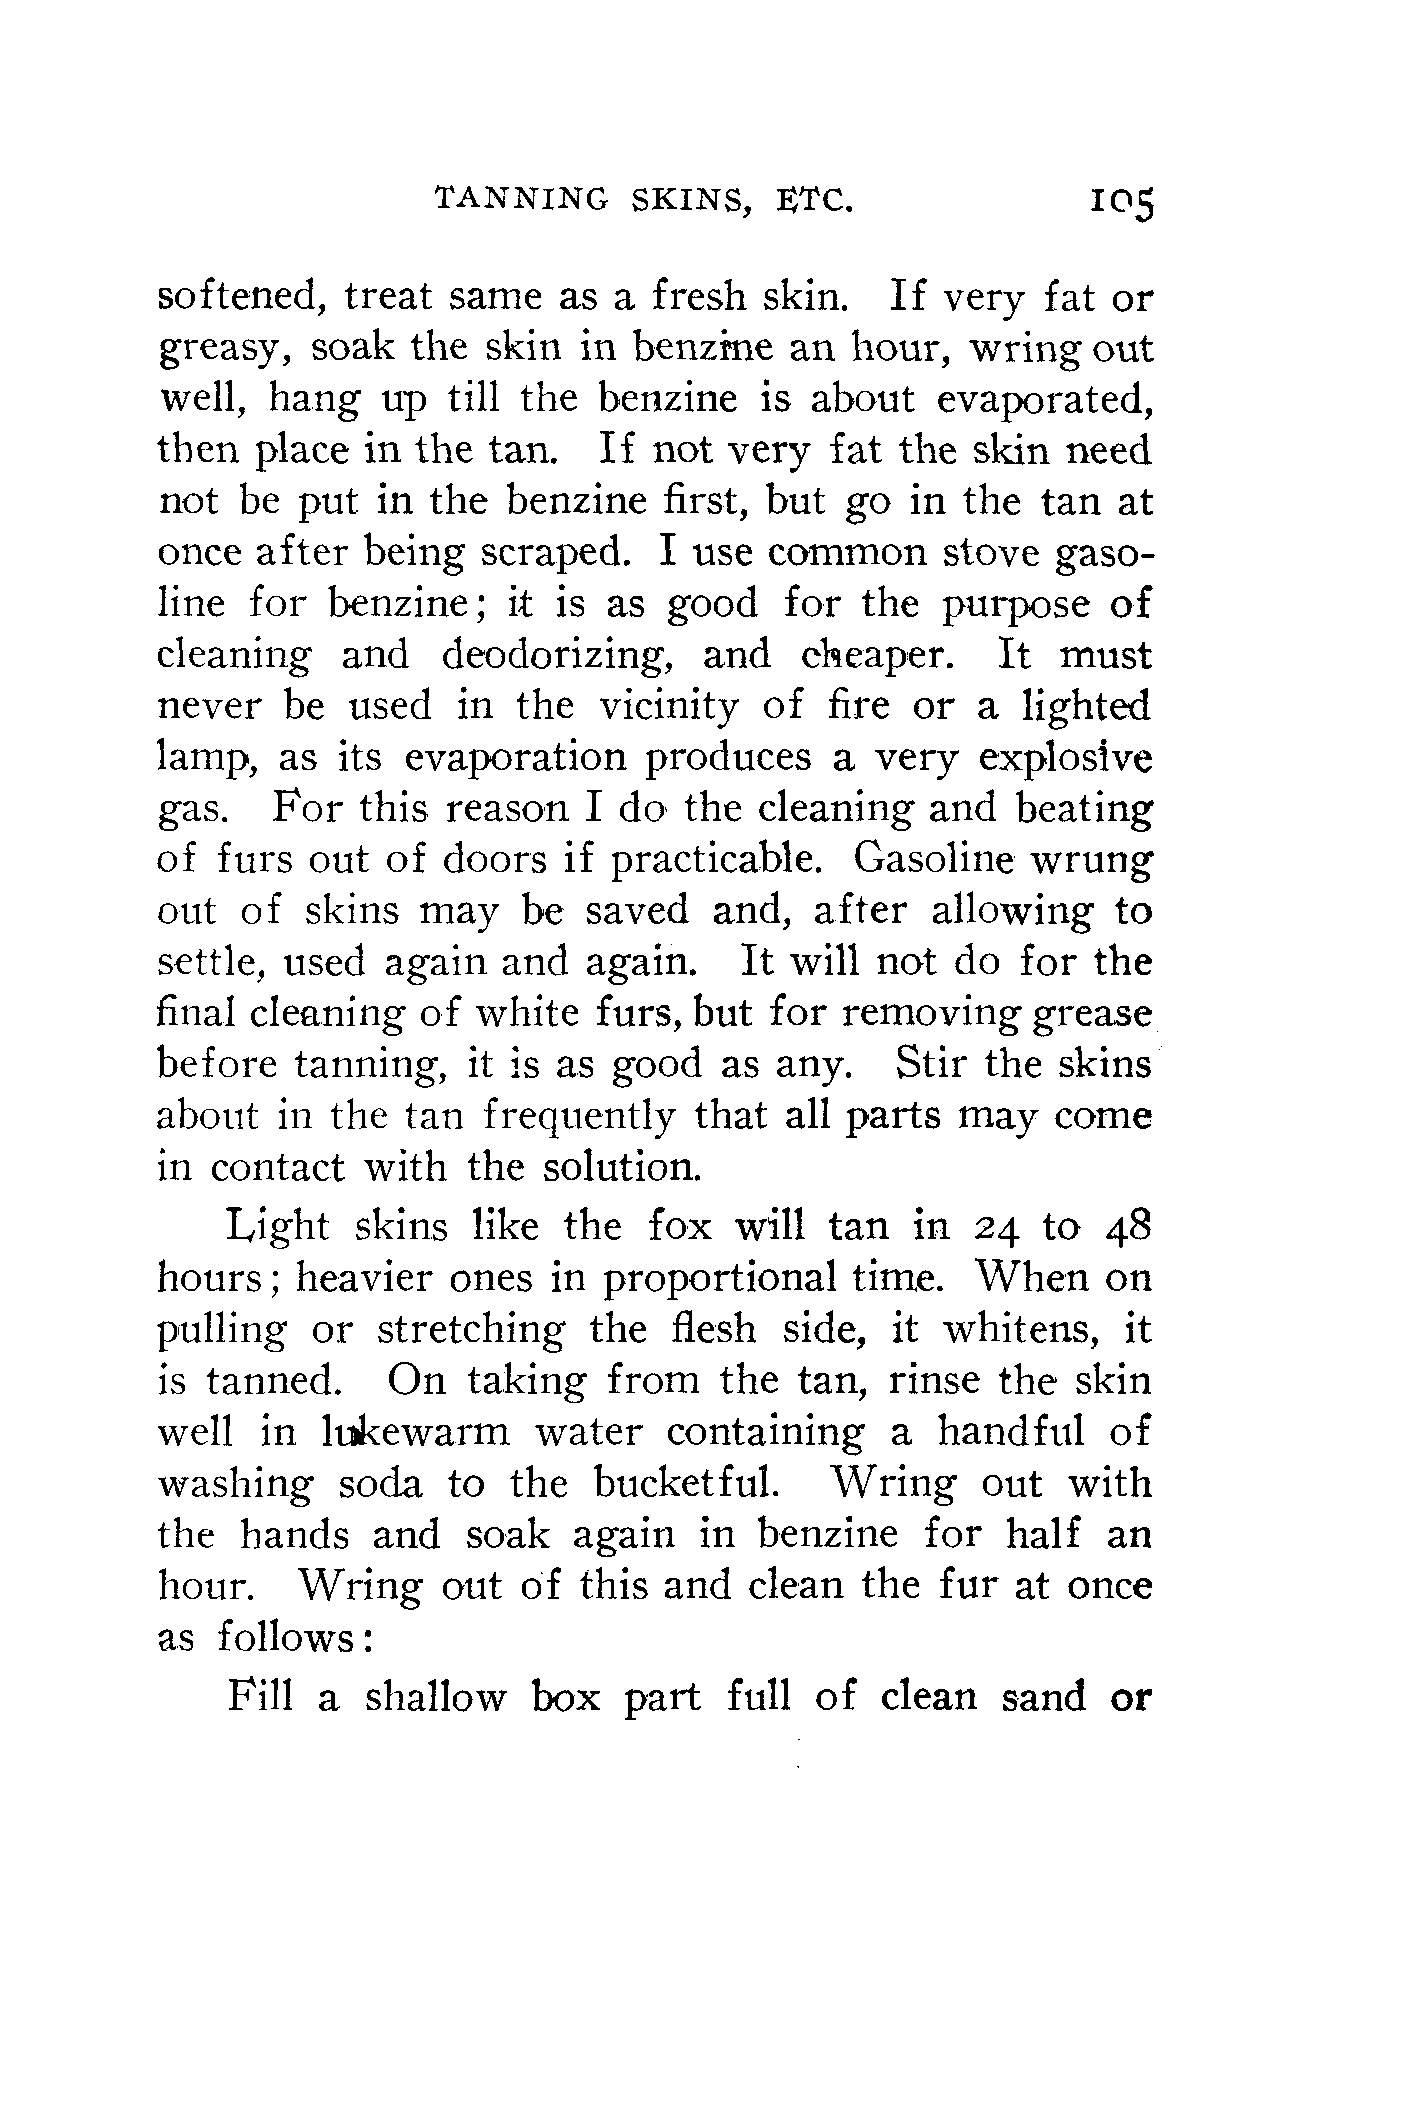 TANNING SKINS, ETC. 105
softened, treat same as a fresh skin. If very fat or
greasy, soak the skin in benzine an hour, wring out
well, hang up till the benzine is about evaporated,
then place in the tan. If not very fat the skin need
not be put in the benzine first, but go in the tan at
once after being scraped. I use common stove gaso-
line for benzine; it is as good for the purpose of
cleaning and deodorizing, and cheaper. It must
never be used in the vicinity of fire or a lighted
lamp, as its evaporation produces a very explosive
gas. For this reason I do the cleaning and beating
of furs out of doors if practicable. Gasoline wrung
out of skins may be saved and, after allowing to
settle, used again and again. It will not do for the
final cleaning of white furs, but for removing grease
before tanning, it is as good as any. Stir the skins
about in the tan frequently that all parts may come
in contact with the solution.
Light skins like the fox will tan in 24 to 48
hours; heavier ones in proportional time. When on
pulling or stretching the flesh side, it whitens, it
is tanned. On taking from the tan, rinse the skin
well in lukewarm water containing a handful of
washing soda to the bucketful. Wring out with
the hands and soak again in benzine for half an
hour. Wring out of this and clean the fur at once
as follows:
Fill a shallow box part full of clean sand or